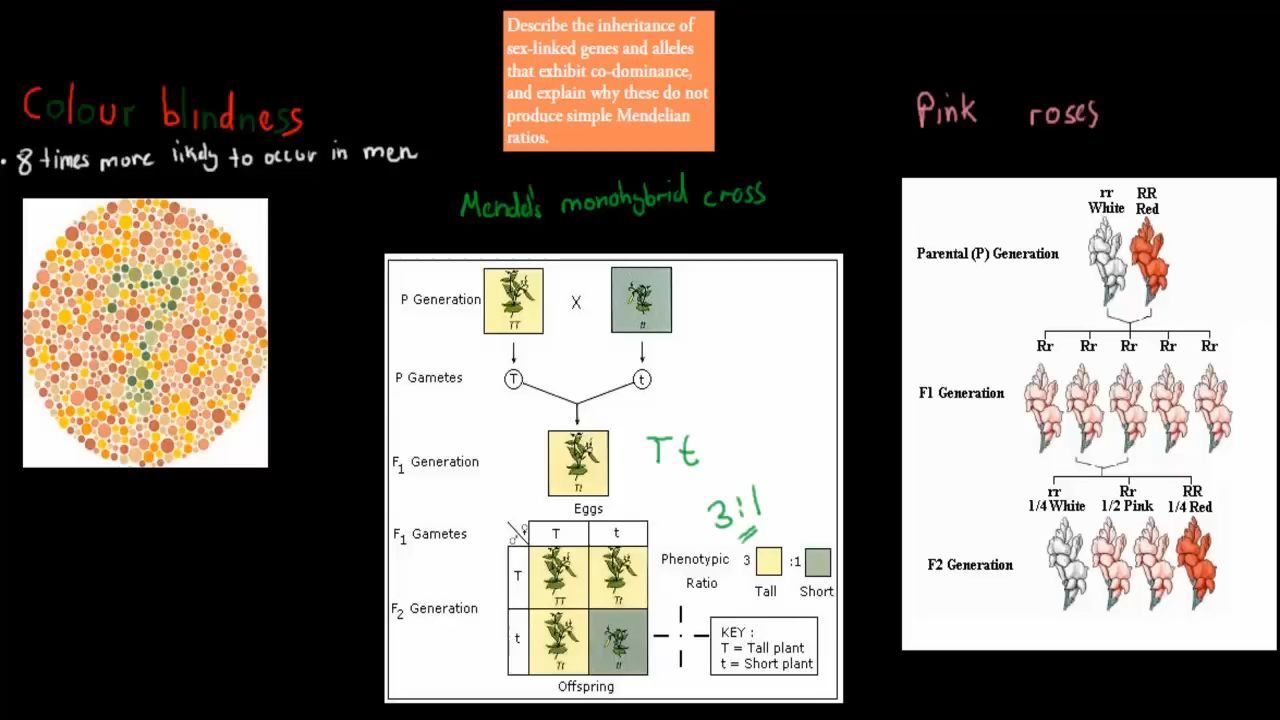 Describe the inheritance of
sex-linked genes and alleles
that exhibit co-dominance,
and explain why these do not
produce simple Mendelian
ratios.
Colour blindness
• 8 times more likely to occur in men
Mendel's monohybrid cross
P Generation
TT
X
tt
P Gametes
T
t
F1 Generation
Tt
Tt
Eggs
3:1
F1 Gametes
♂ ♀
T
t
F2 Generation
T
TT
Tt
t
Tt
tt
Offspring
Phenotypic
Ratio
3
:1
Tall
Short
KEY :
T = Tall plant
t = Short plant
Pink roses
rr
White
RR
Red
Parental (P) Generation
Rr Rr Rr Rr Rr
F1 Generation
rr
1/4 White
Rr
1/2 Pink
RR
1/4 Red
F2 Generation